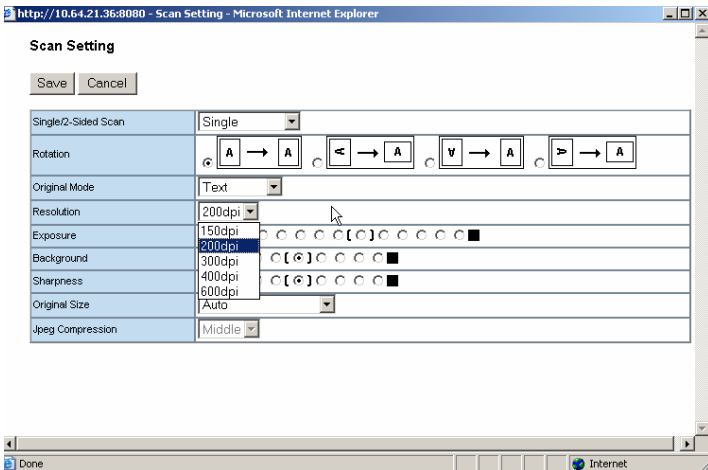 http://10.64.21.36:8080 - Scan Setting - Microsoft Internet Explorer
Scan Setting
Save Cancel
Single/2-Sided Scan Single
Rotation A → A A → A A → A A → A
Original Mode Text
Resolution 200dpi
150dpi
Exposure
200dpi
Background
300dpi
Sharpness
400dpi
600dpi
Original Size Auto
Jpeg Compression Middle
Done Internet